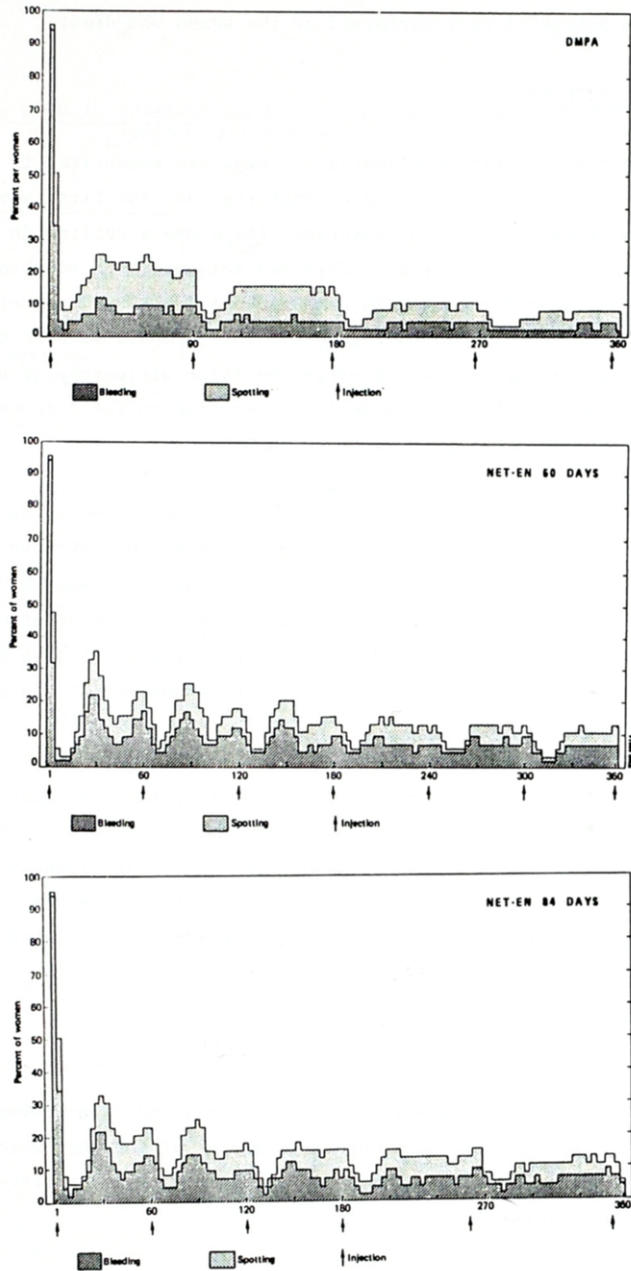 100
DMPA
90
80
70
60
50
40
30
20
10
0
Percent per women
1 90 180 270 360
Bleeding Spotting Injection
100
NET-EN 60 DAYS
90
80
70
60
50
40
30
20
10
0
Percent of women
1 60 120 180 240 300 360
Bleeding Spotting Injection
100
NET-EN 84 DAYS
90
80
70
60
50
40
30
20
10
0
Percent of women
1 60 120 180 270 360
Bleeding Spotting Injection